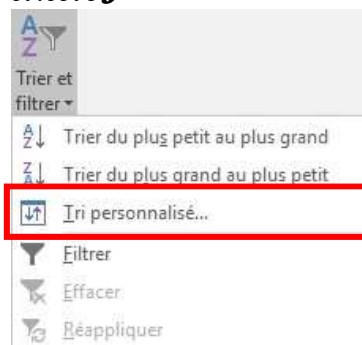 Trier et
filtrer
Trier du plus petit au plus grand
Trier du plus grand au plus petit
Tri personnalisé...
Filtrer
Effacer
Réappliquer